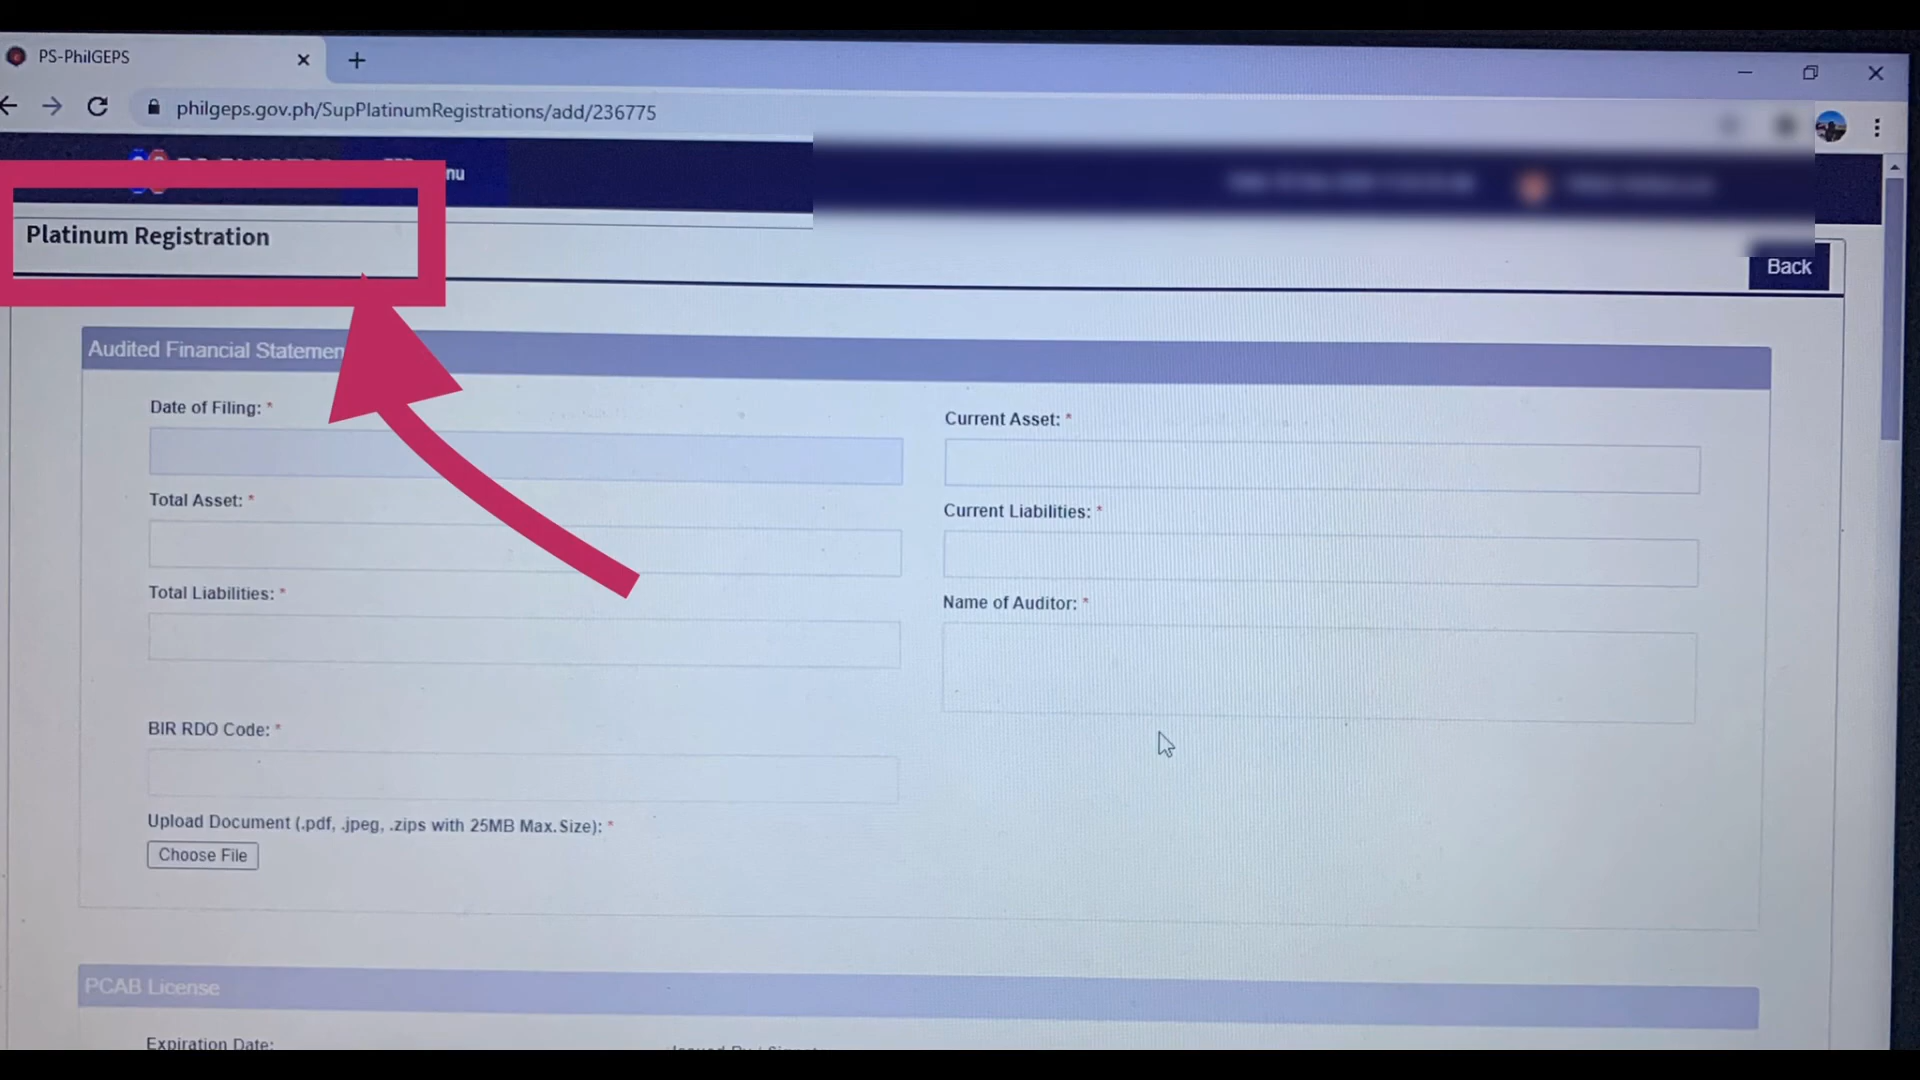 PS-PhilGEPS
philgeps.gov.ph/SupPlatinumRegistrations/add/236775
nu
Platinum Registration
Back
Audited Financial Statemen
Date of Filing: *
Current Asset: *
Total Asset: *
Current Liabilities: *
Total Liabilities: *
Name of Auditor: *
BIR RDO Code: *
Upload Document (.pdf, .jpeg, .zips with 25MB Max.Size): *
Choose File
PCAB License
Expiration Date: